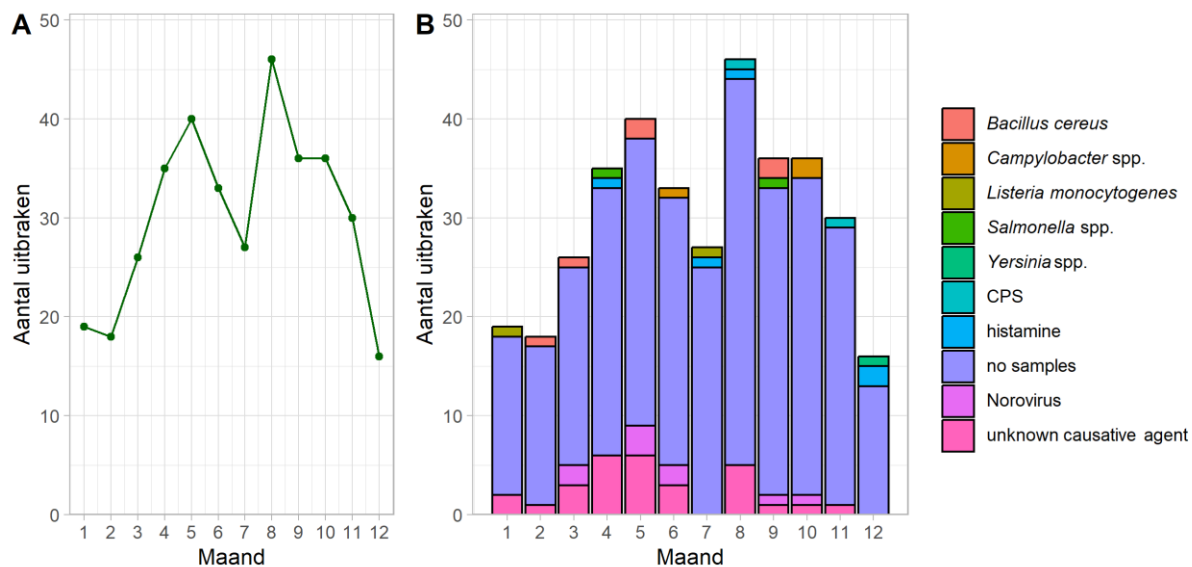 A
Aantal uitbraken
50
40
30
20
10
0
1 2 3 4 5 6 7 8 9 10 11 12
Maand
B
Aantal uitbraken
50
40
30
20
10
0
1 2 3 4 5 6 7 8 9 10 11 12
Maand
Bacillus cereus
Campylobacter spp.
Listeria monocytogenes
Salmonella spp.
Yersinia spp.
CPS
histamine
no samples
Norovirus
unknown causative agent